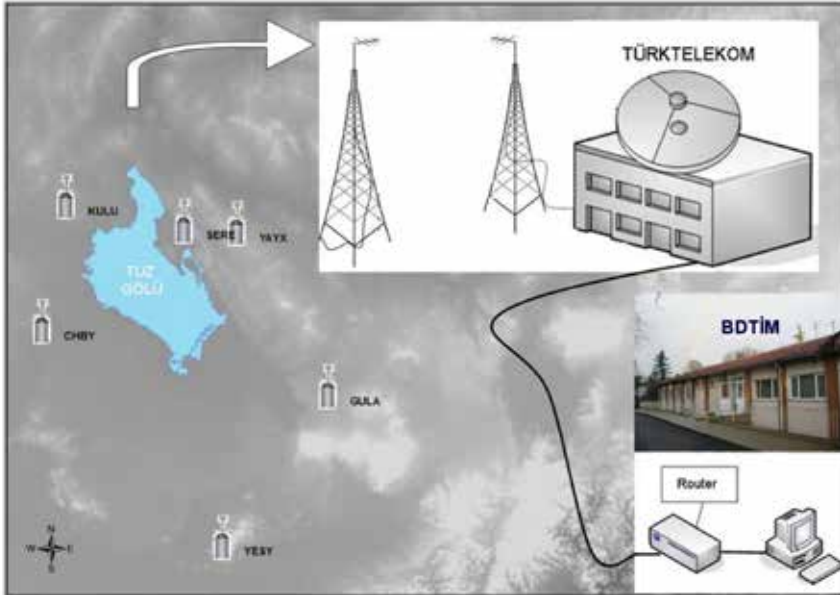 TÜRKTELEKOM
KULU
SERE
YAYX
TUZ
GÖLÜ
CHBY
GULA
YESY
BDTİM
Router
N
W
E
S